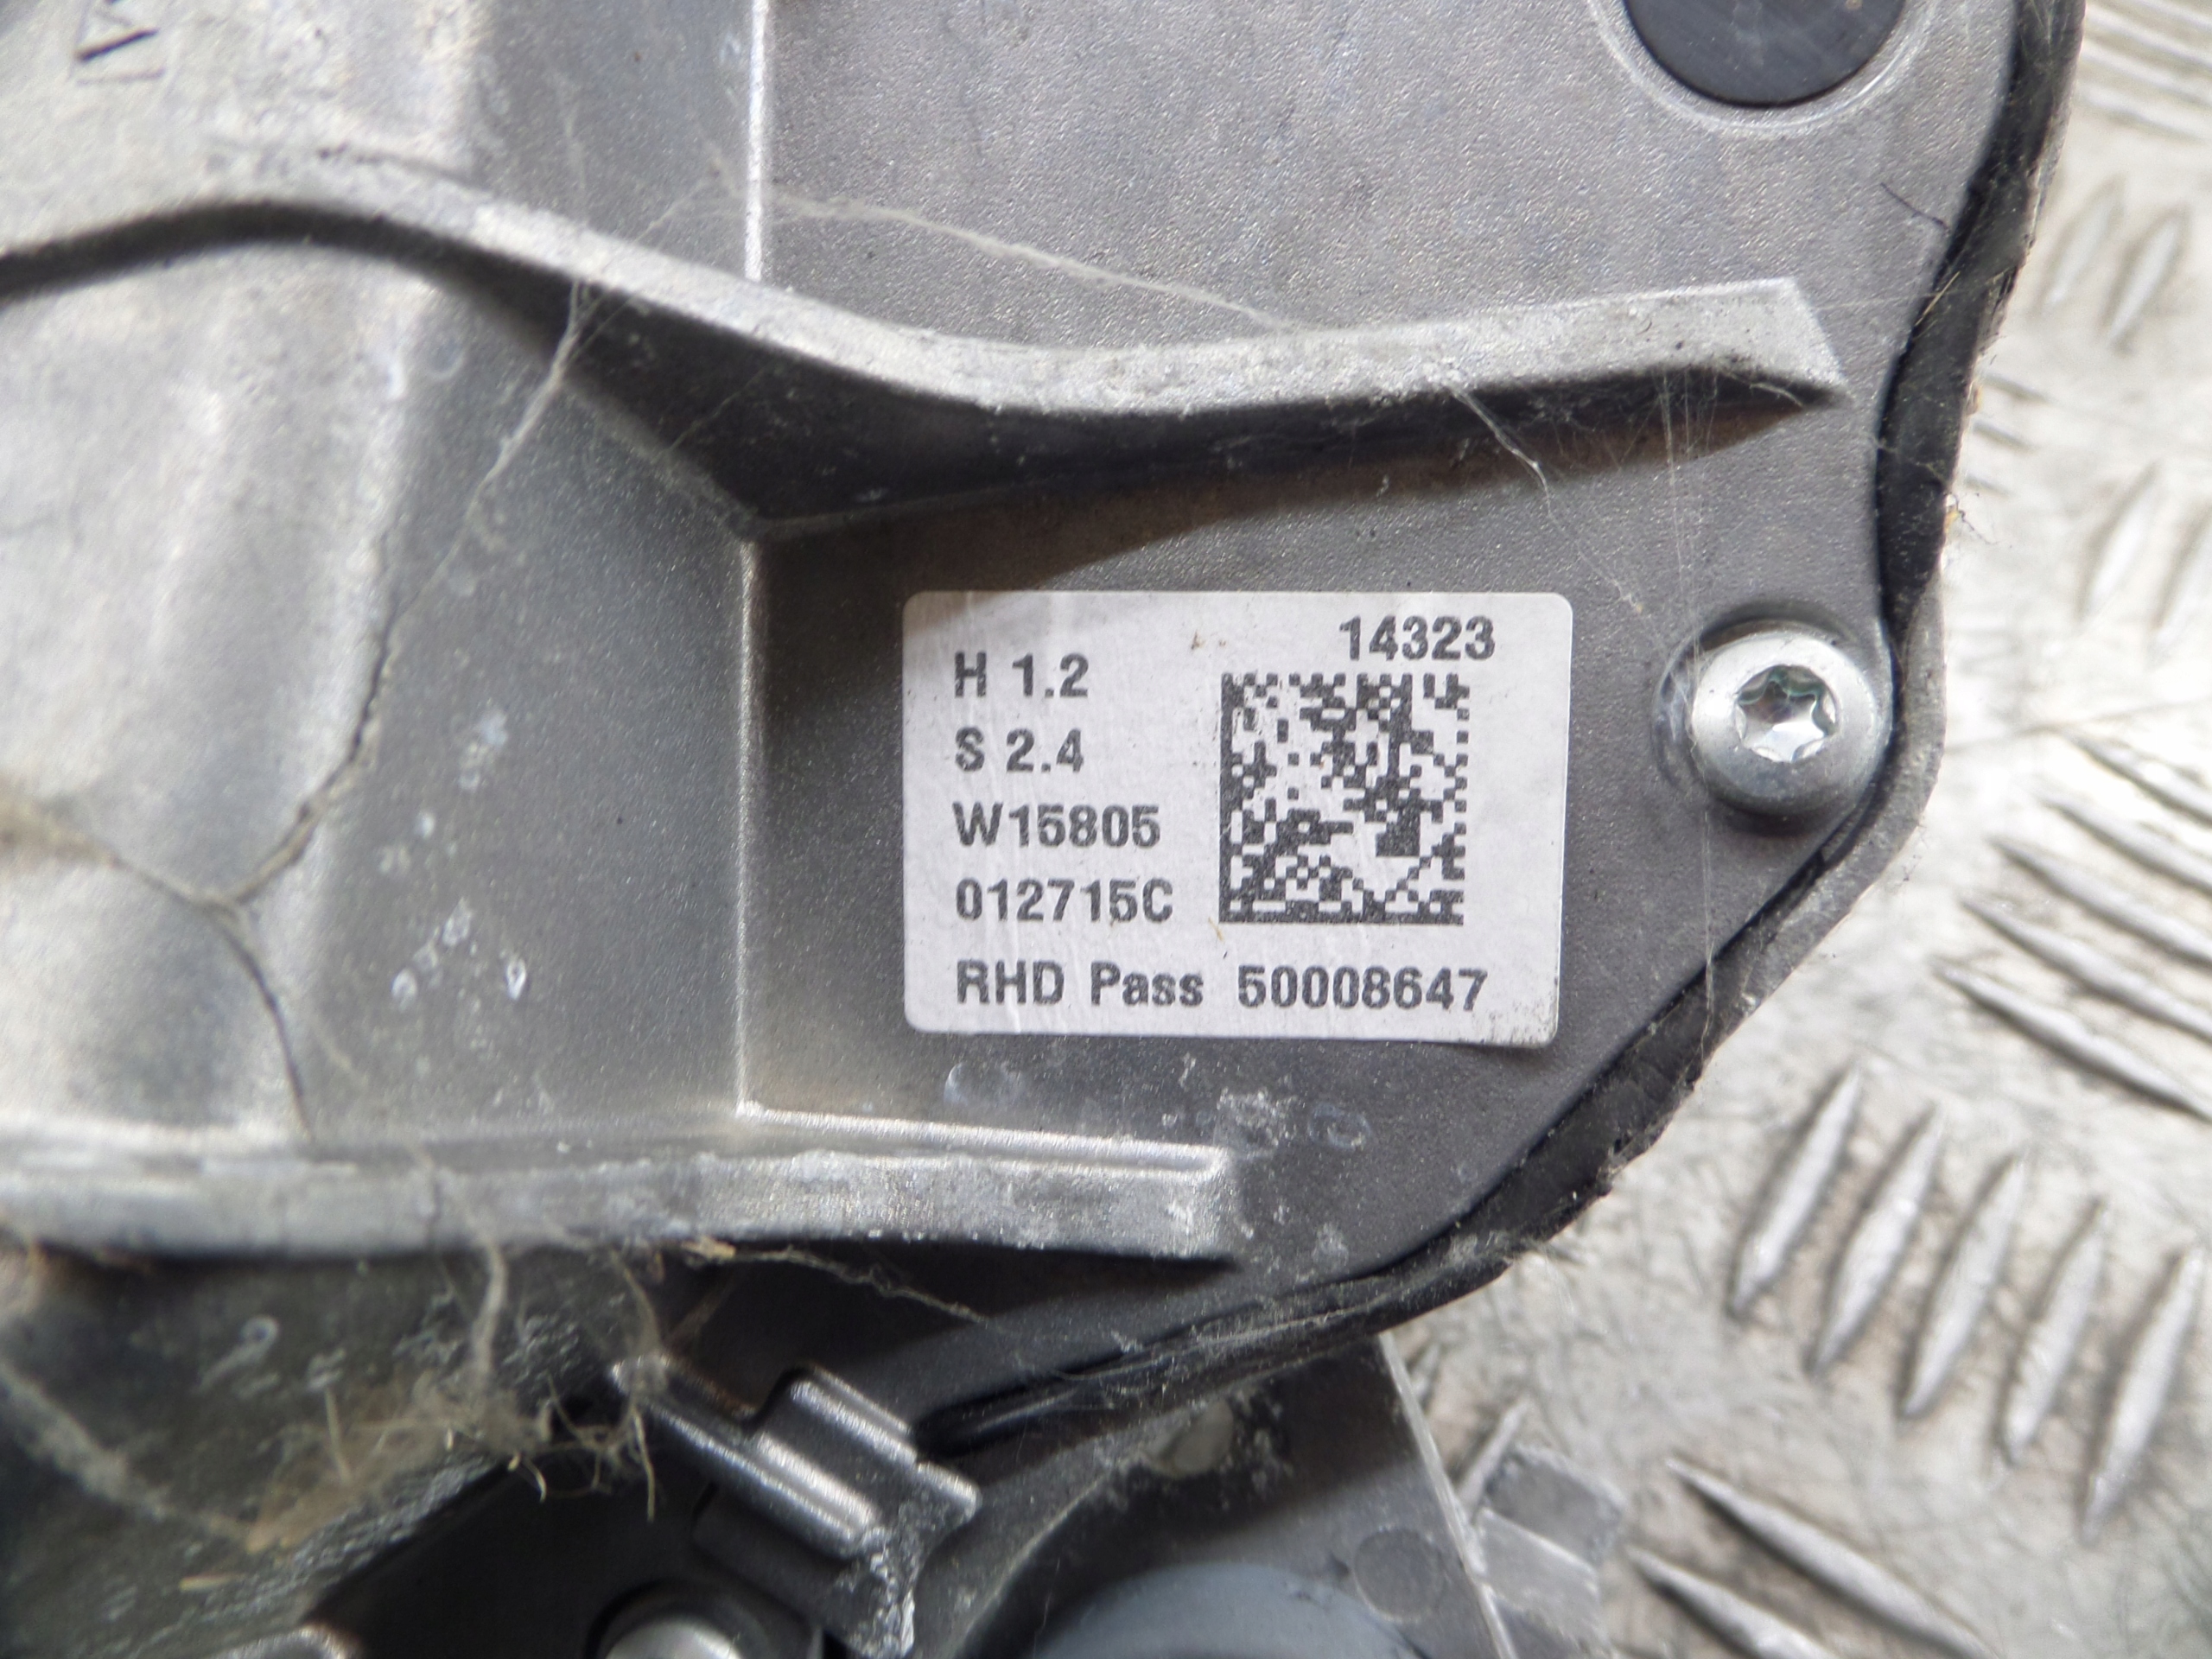 14323
H 1.2
S 2.4
W15805
012715C
RHD Pass 50008647